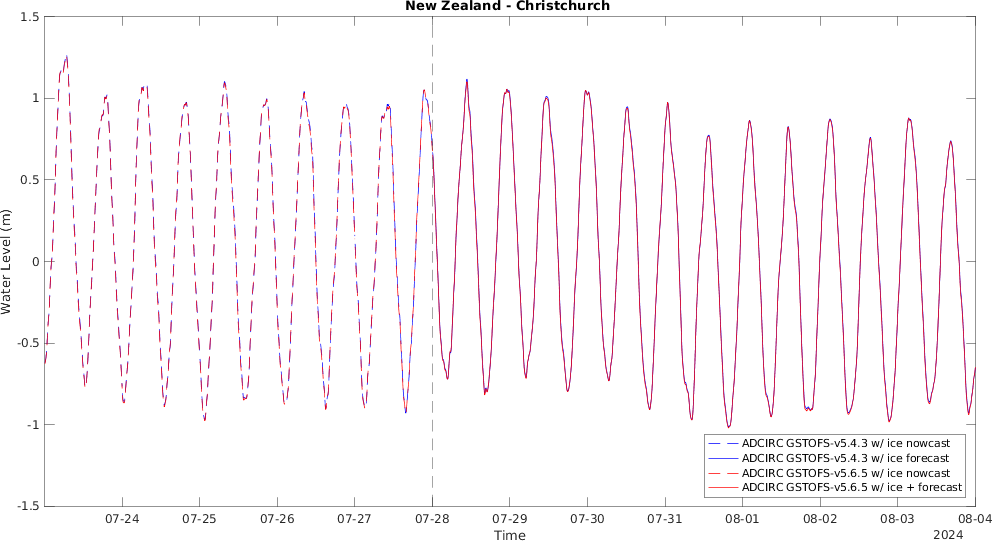 New Zealand - Christchurch
1.5
1
0.5
0
-0.5
-1
-1.5
Water Level (m)
07-24 07-25 07-26 07-27 07-28 07-29 07-30 07-31 08-01 08-02 08-03 08-04
Time
2024
ADCIRC GSTOFS-v5.4.3 w/ ice nowcast
ADCIRC GSTOFS-v5.4.3 w/ ice forecast
ADCIRC GSTOFS-v5.6.5 w/ ice nowcast
ADCIRC GSTOFS-v5.6.5 w/ ice + forecast